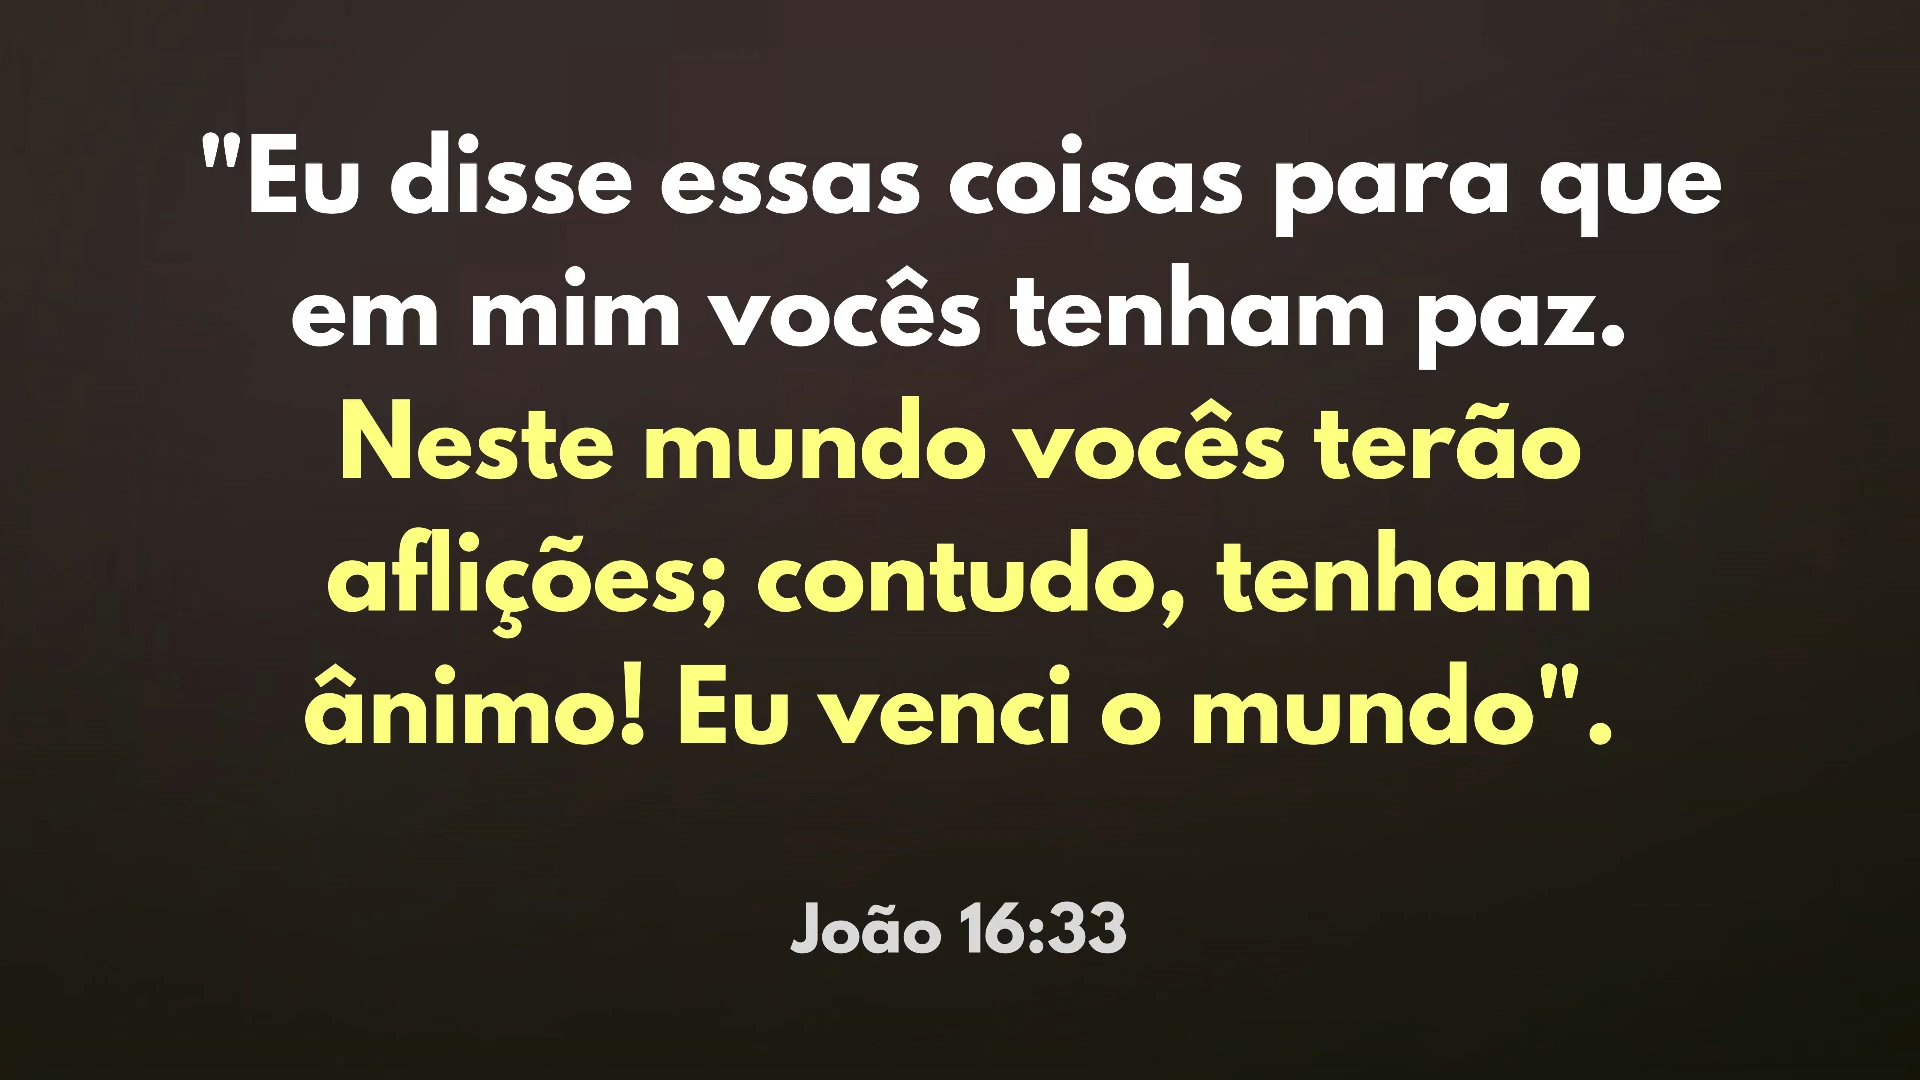 "Eu disse essas coisas para que
em mim vocês tenham paz.
Neste mundo vocês terão
aflições; contudo, tenham
ânimo! Eu venci o mundo".
João 16:33